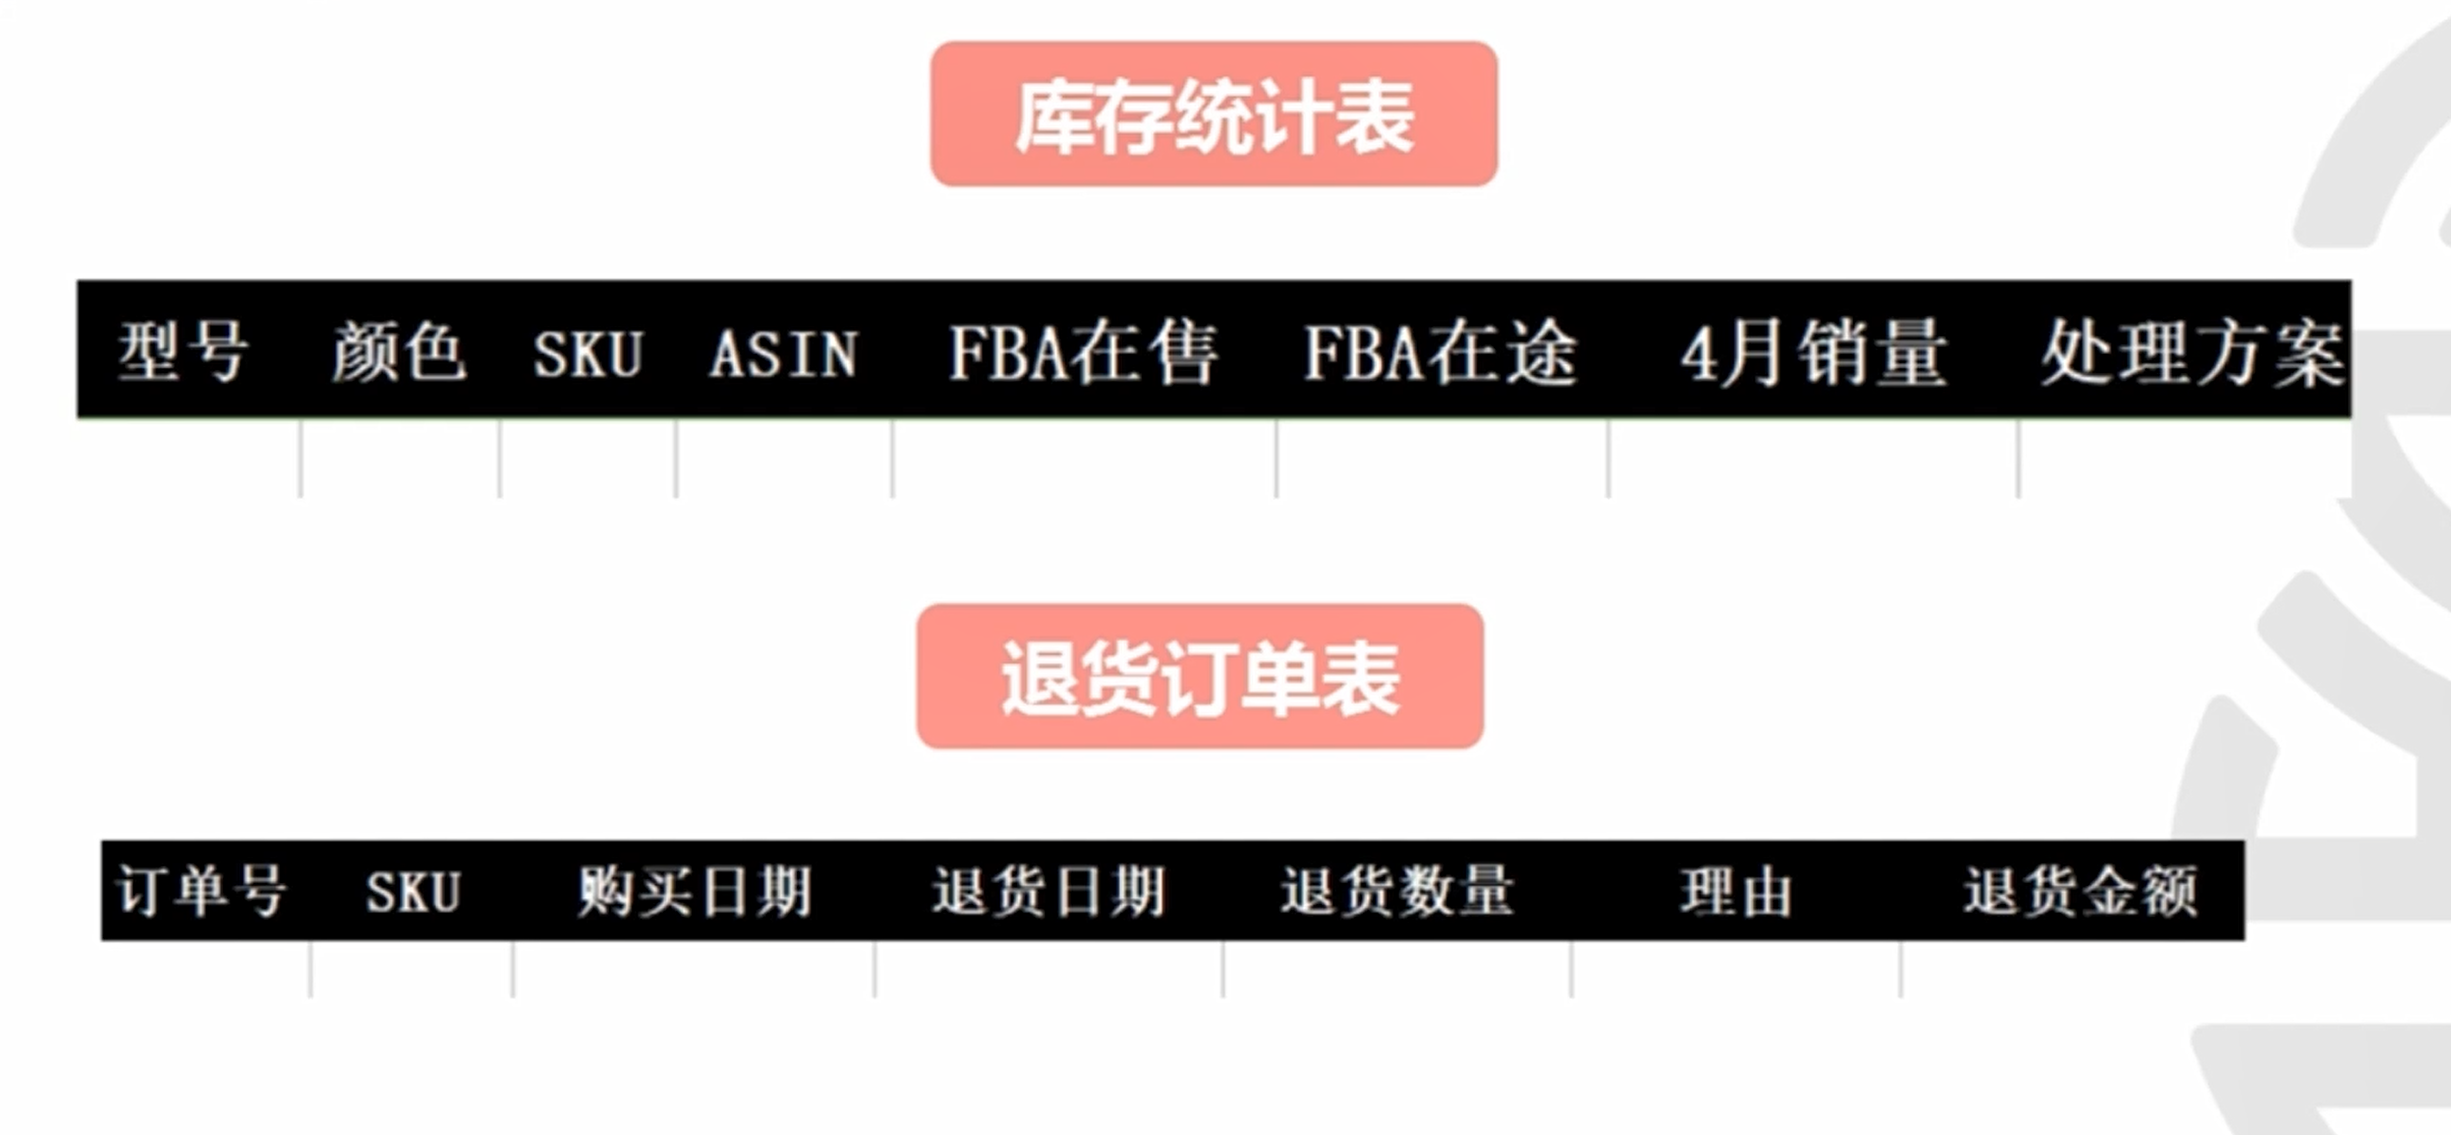 库存统计表
型号 颜色 SKU ASIN FBA在售 FBA在途 4月销量 处理方案
退货订单表
订单号 SKU 购买日期 退货日期 退货数量 理由 退货金额